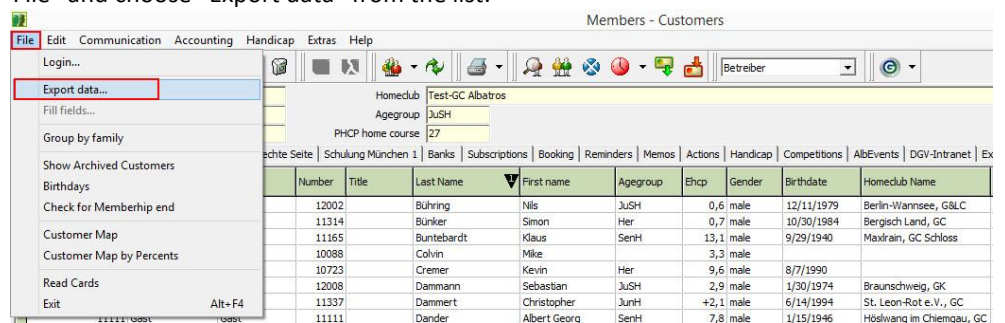 "File" and choose "Export data" from the list.
Members - Customers
File Edit Communication Accounting Handicap Extras Help
Login...
Export data...
Fill fields...
Group by family
Show Archived Customers
Birthdays
Check for Memberhip end
Customer Map
Customer Map by Percents
Read Cards
Exit Alt+F4
Betreiber
Homeclub Test-GC Albatros
Agegroup JuSH
PHCP home course 27
echte Seite Schulung München 1 Banks Subscriptions Booking Reminders Memos Actions Handicap Competitions AlbEvents DGV-Intranet Ex
Number Title Last Name 1 First name Agegroup Ehcp Gender Birthdate Homeclub Name
12002 Bühring Nils JuSH 0,6 male 12/11/1979 Berlin-Wannsee, G&LC
11314 Bünker Simon Her 0,7 male 10/30/1984 Bergisch Land, GC
11165 Buntebardt Klaus SenH 13,1 male 9/29/1940 Maxlrain, GC Schloss
10088 Colvin Mike 3,3 male
10723 Cremer Kevin Her 9,6 male 8/7/1990
12008 Dammann Sebastian JuSH 2,9 male 1/30/1974 Braunschweig, GK
11337 Dammert Christopher JunH +2,1 male 6/14/1994 St. Leon-Rot e.V., GC
11111 Gast Gast 11111 Dander Albert Georg SenH 7,8 male 1/15/1946 Höslwang im Chiemgau, GC